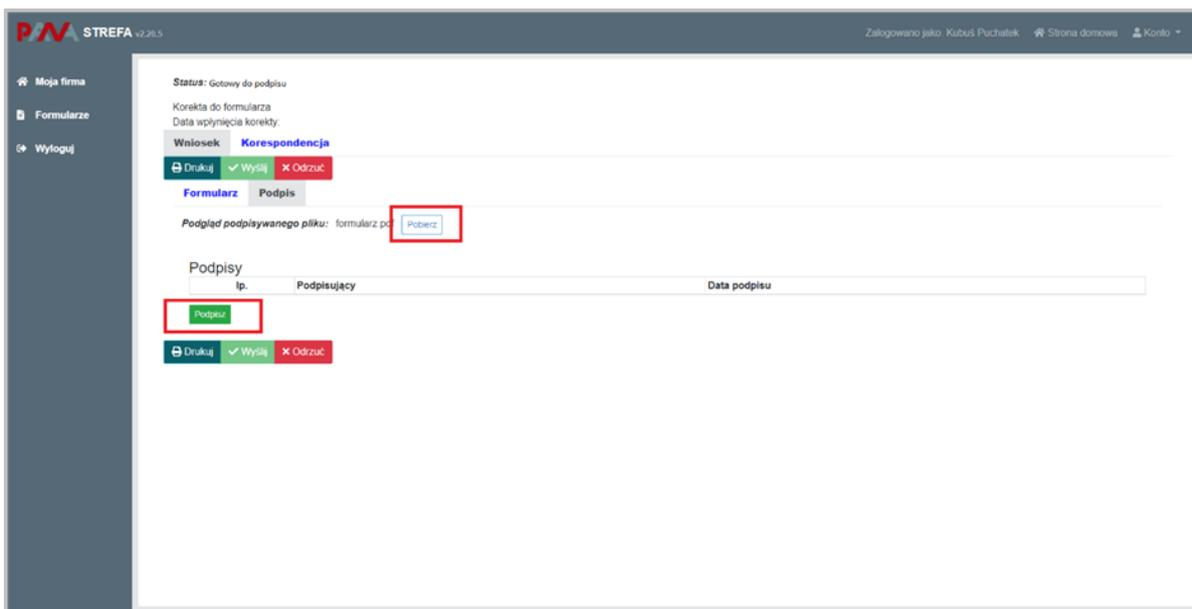 PANA STREFA v2.20.5
Zalogowano jako: Kubuś Puchatek Strona domowa Konto
Moja firma
Formularze
Wyloguj
Status: Gotowy do podpisu
Korekta do formularza
Data wpłynięcia korekty:
Wniosek Korespondencja
Drukuj Wyślij Odrzuć
Formularz Podpis
Podgląd podpisywanego pliku: formularz.pdf Pobierz
Podpisy
lp. Podpisujący Data podpisu
Podpisz
Drukuj Wyślij Odrzuć